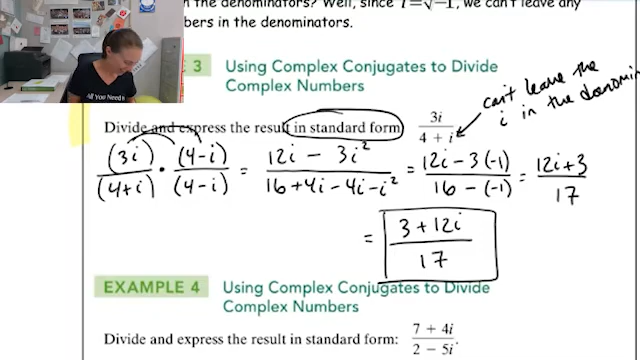 n the denominators? Well, since i = √-1, we can't leave any
mbers in the denominators.
E 3 Using Complex Conjugates to Divide
Complex Numbers
can't leave the
i in the denomin
Divide and express the result in standard form: 3i / 4 + i
(3i)/(4+i) · (4-i)/(4-i) = 12i - 3i²/16+4i-4i-i² = 12i-3(-1)/16-(-1) = 12i+3/17
= 3+12i/17
All You Need is
EXAMPLE 4 Using Complex Conjugates to Divide
Complex Numbers
Divide and express the result in standard form: 7 + 4i / 2 - 5i.